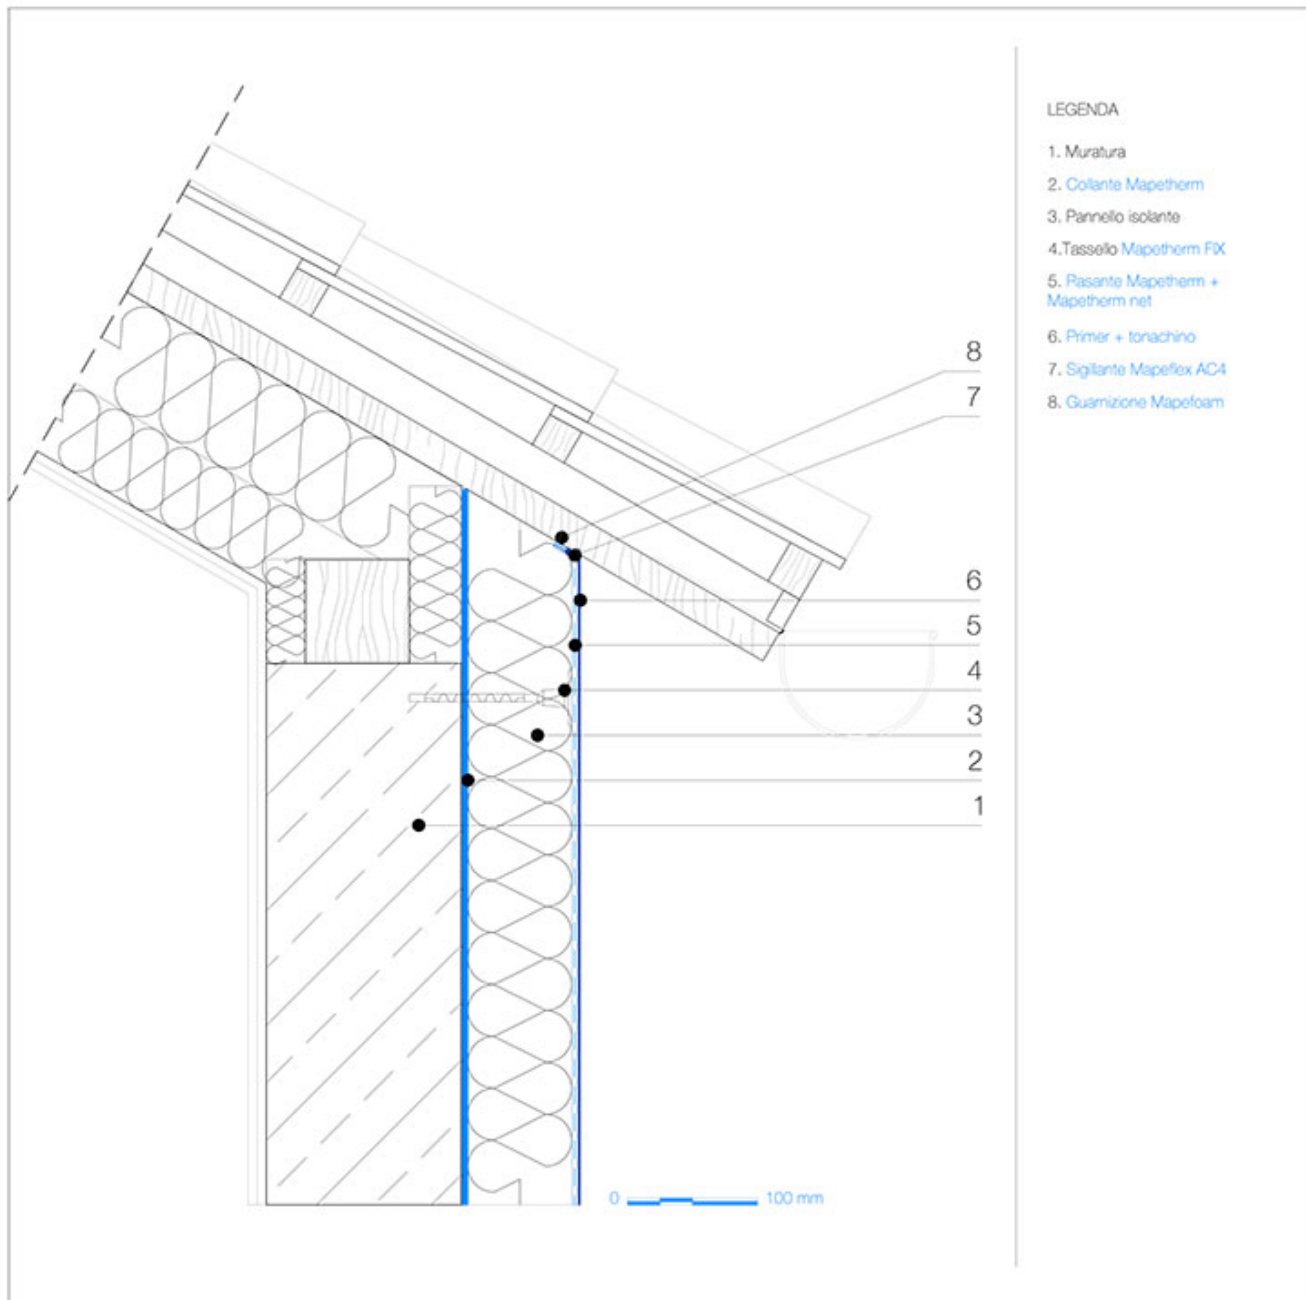 LEGENDA
1. Muratura
2. Collante Mapetherm
3. Pannello isolante
4.Tassello Mapetherm FIX
5. Rasante Mapetherm +
Mapetherm net
6. Primer + tonachino
7. Sigillante Mapeflex AC4
8. Guarnizione Mapefoam
8
7
6
5
4
3
2
1
0 100 mm